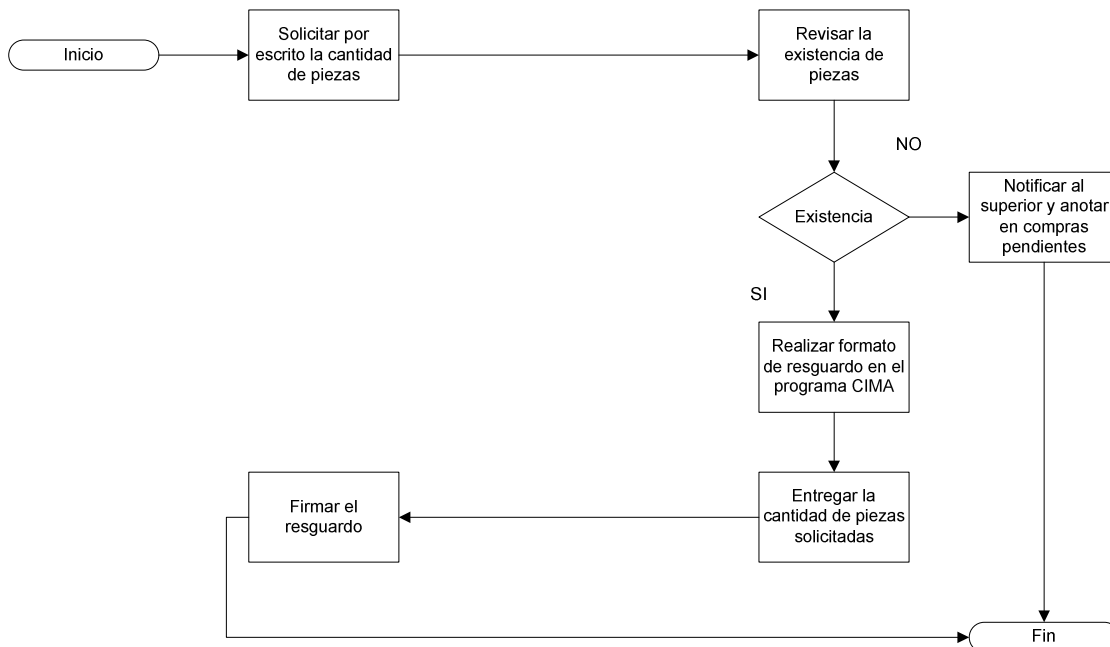 Inicio
Solicitar por
escrito la cantidad
de piezas
Revisar la
existencia de
piezas
NO
Existencia
Notificar al
superior y anotar
en compras
pendientes
SI
Realizar formato
de resguardo en el
programa CIMA
Firmar el
resguardo
Entregar la
cantidad de piezas
solicitadas
Fin